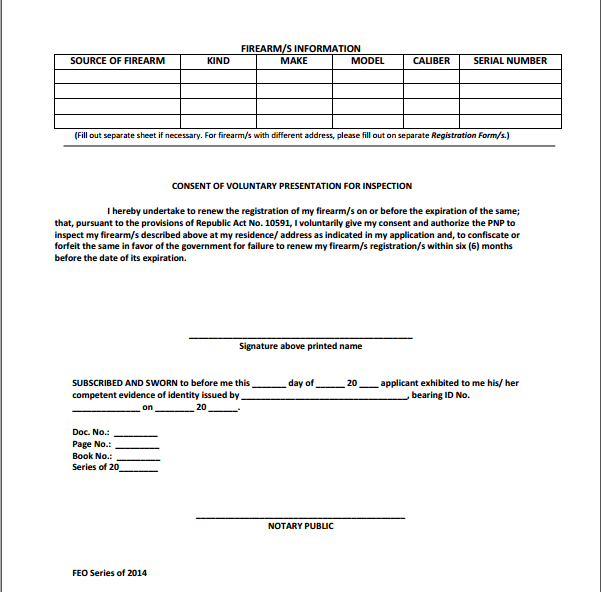 FIREARM/S INFORMATION
SOURCE OF FIREARM KIND MAKE MODEL CALIBER SERIAL NUMBER
(Fill out separate sheet if necessary. For firearm/s with different address, please fill out on separate Registration Form/s.)
CONSENT OF VOLUNTARY PRESENTATION FOR INSPECTION
I hereby undertake to renew the registration of my firearm/s on or before the expiration of the same;
that, pursuant to the provisions of Republic Act No. 10591, I voluntarily give my consent and authorize the PNP to
inspect my firearm/s described above at my residence/ address as indicated in my application and, to confiscate or
forfeit the same in favor of the government for failure to renew my firearm/s registration/s within six (6) months
before the date of its expiration.
Signature above printed name
SUBSCRIBED AND SWORN to before me this _______ day of ______ 20 ____ applicant exhibited to me his/ her
competent evidence of identity issued by __________________________________, bearing ID No.
______________ on ________ 20 ______.
Doc. No.: _________
Page No.: _________
Book No.: _________
Series of 20________
NOTARY PUBLIC
FEO Series of 2014